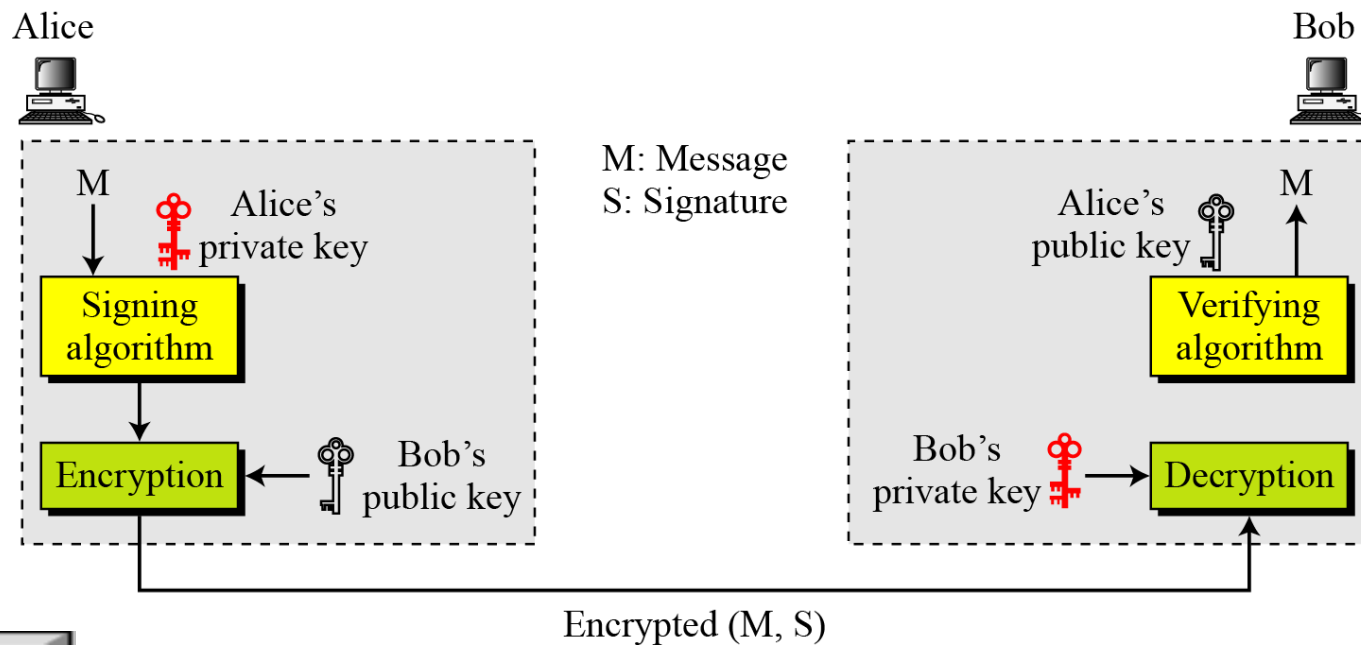 Alice
Bob
M: Message
S: Signature
M
Alice’s
private key
Signing
algorithm
Encryption
Bob’s
public key
Alice’s
public key
M
Verifying
algorithm
Bob’s
private key
Decryption
Encrypted (M, S)